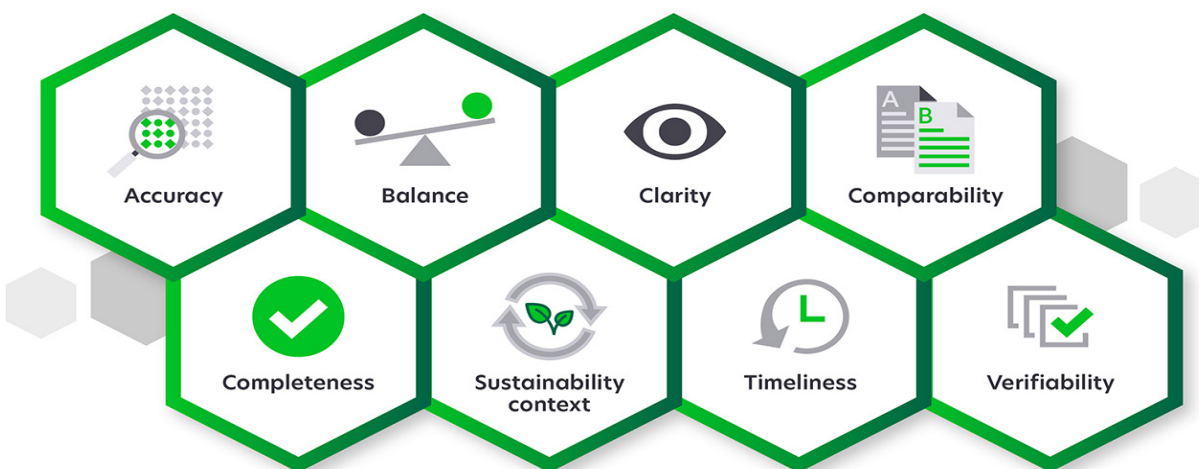 Accuracy
Balance
Clarity
A
B
Comparability
Completeness
Sustainability
context
Timeliness
Verifiability